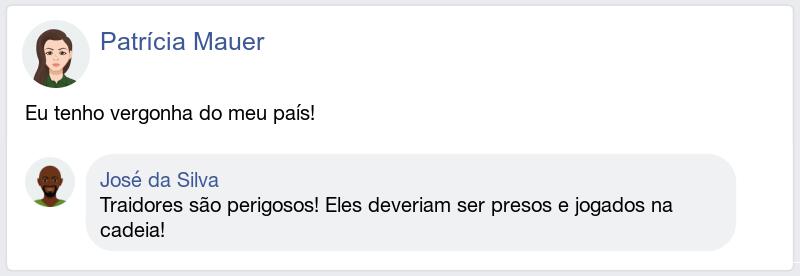 Patrícia Mauer
Eu tenho vergonha do meu país!
José da Silva
Traidores são perigosos! Eles deveriam ser presos e jogados na
cadeia!